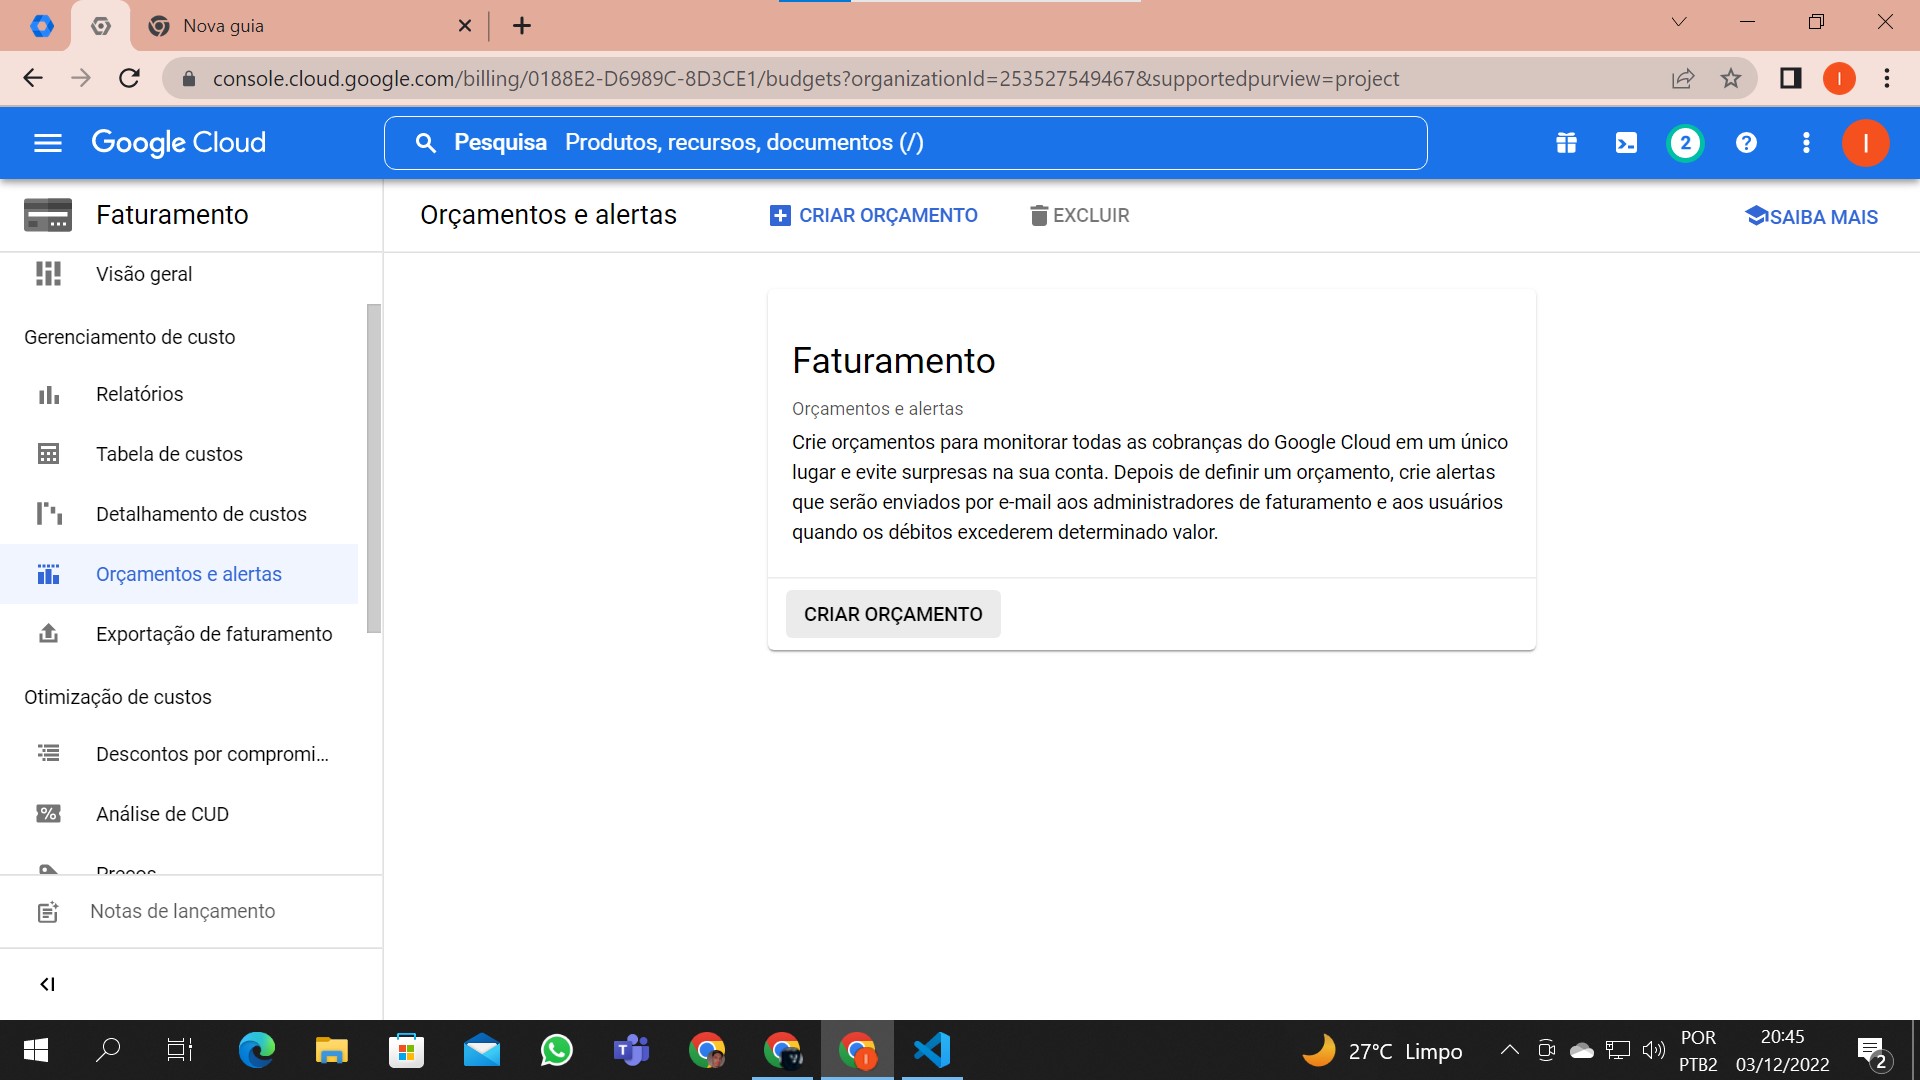 Nova guia
console.cloud.google.com/billing/0188E2-D6989C-8D3CE1/budgets?organizationId=253527549467&supportedpurview=project
I
Google Cloud
Pesquisa Produtos, recursos, documentos (/)
2
I
Faturamento
Orçamentos e alertas
CRIAR ORÇAMENTO
EXCLUIR
SAIBA MAIS
Visão geral
Gerenciamento de custo
Relatórios
Tabela de custos
Detalhamento de custos
Orçamentos e alertas
Exportação de faturamento
Otimização de custos
Descontos por compromi...
Análise de CUD
Preços
Notas de lançamento
Faturamento
Orçamentos e alertas
Crie orçamentos para monitorar todas as cobranças do Google Cloud em um único
lugar e evite surpresas na sua conta. Depois de definir um orçamento, crie alertas
que serão enviados por e-mail aos administradores de faturamento e aos usuários
quando os débitos excederem determinado valor.
CRIAR ORÇAMENTO
27°C Limpo
POR
PTB2
20:45
03/12/2022
2